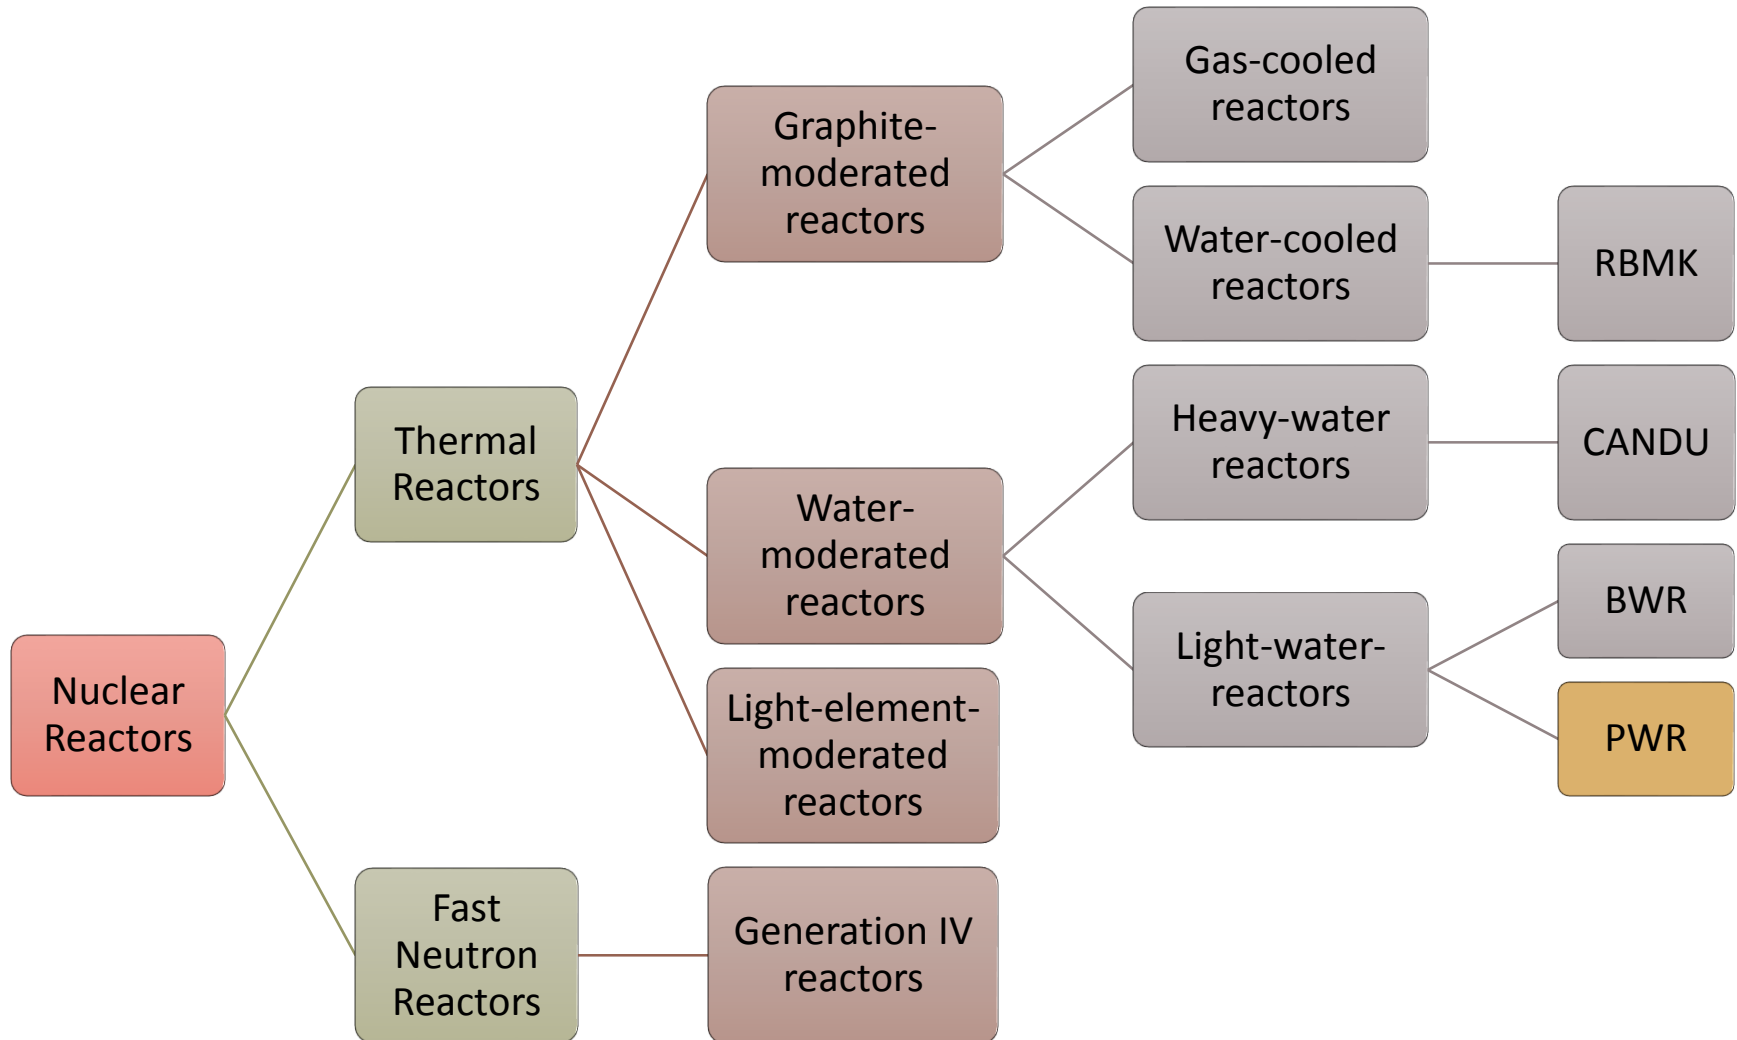 Nuclear
Reactors
Thermal
Reactors
Fast
Neutron
Reactors
Graphite-
moderated
reactors
Water-
moderated
reactors
Light-element-
moderated
reactors
Generation IV
reactors
Gas-cooled
reactors
Water-cooled
reactors
Heavy-water
reactors
Light-water-
reactors
RBMK
CANDU
BWR
PWR